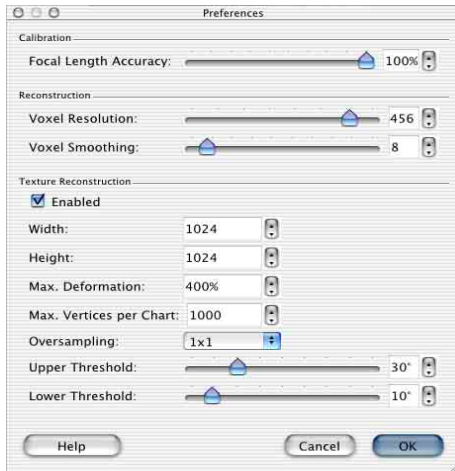 Preferences
Calibration
Focal Length Accuracy: 100%
Reconstruction
Voxel Resolution: 456
Voxel Smoothing: 8
Texture Reconstruction
Enabled
Width: 1024
Height: 1024
Max. Deformation: 400%
Max. Vertices per Chart: 1000
Oversampling: 1x1
Upper Threshold: 30°
Lower Threshold: 10°
Help Cancel OK